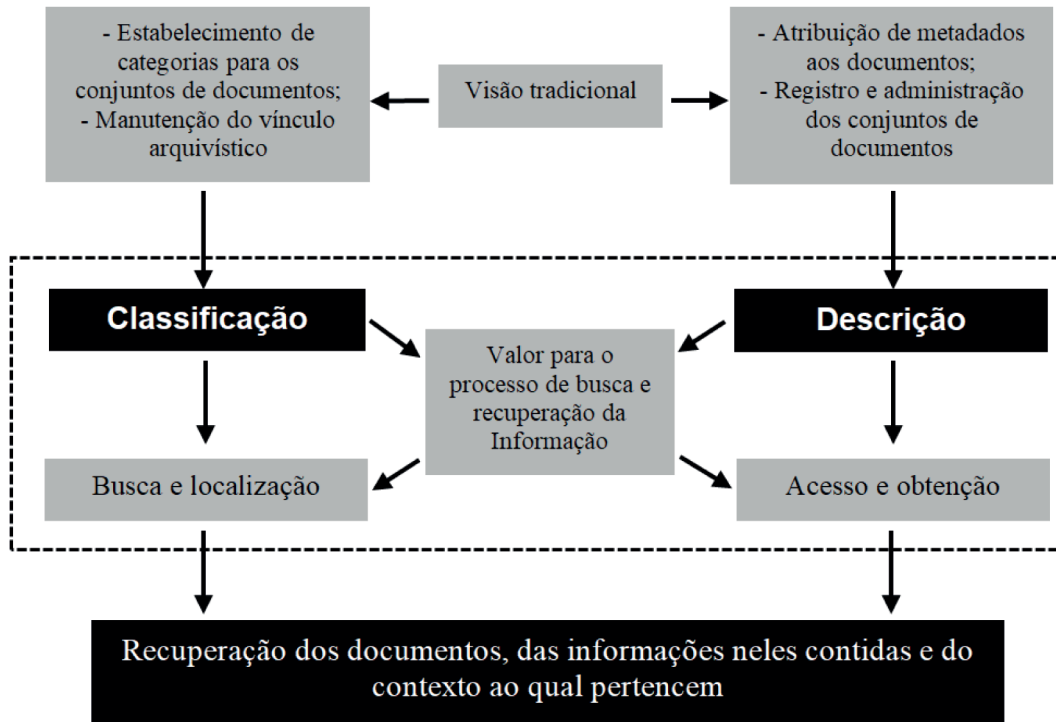 - Estabelecimento de
categorias para os
conjuntos de documentos;
- Manutenção do vínculo
arquivístico
Visão tradicional
- Atribuição de metadados
aos documentos;
- Registro e administração
dos conjuntos de
documentos
Classificação
Descrição
Valor para o
processo de busca e
recuperação da
Informação
Busca e localização
Acesso e obtenção
Recuperação dos documentos, das informações neles contidas e do
contexto ao qual pertencem